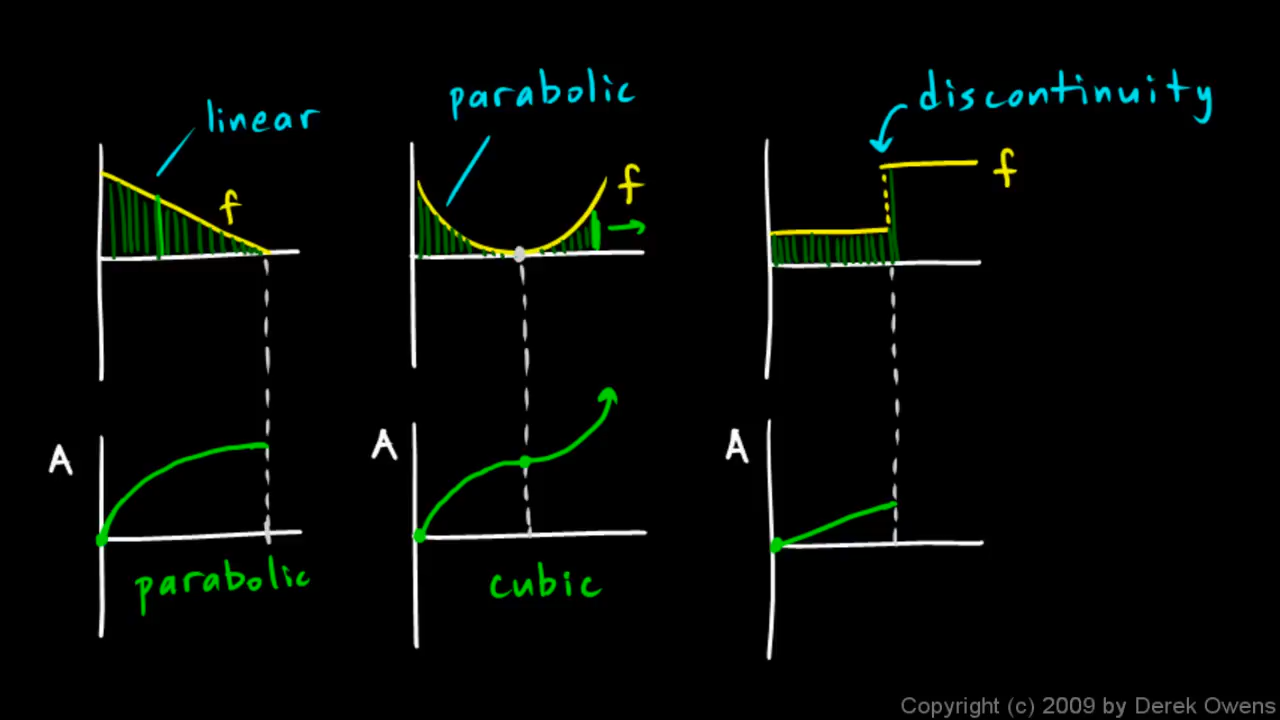 linear
parabolic
discontinuity
f
f
f
A
A
A
parabolic
cubic
Copyright (c) 2009 by Derek Owens